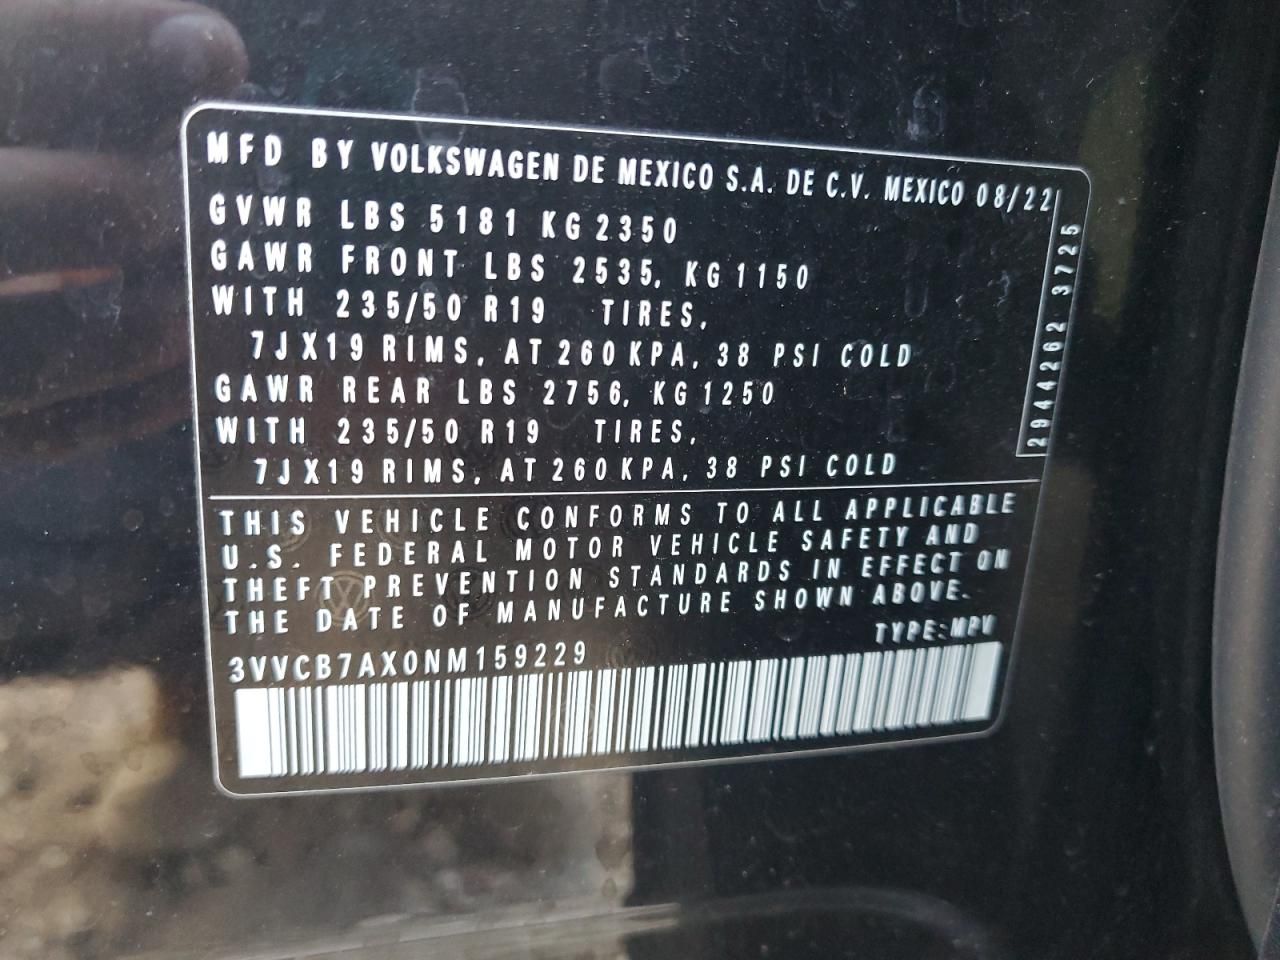 MFD BY VOLKSWAGEN DE MEXICO S.A. DE C.V. MEXICO 08/22
GVWR LBS 5181 KG 2350
GAWR FRONT LBS 2535, KG 1150
WITH 235/50 R19 TIRES,
7JX19 RIMS, AT 260 KPA, 38 PSI COLD
GAWR REAR LBS 2756, KG 1250
WITH 235/50 R19 TIRES,
7JX19 RIMS, AT 260 KPA, 38 PSI COLD
2944262 3725
THIS VEHICLE CONFORMS TO ALL APPLICABLE
U.S. FEDERAL MOTOR VEHICLE SAFETY AND
THEFT PREVENTION STANDARDS IN EFFECT ON
THE DATE OF MANUFACTURE SHOWN ABOVE.
TYPE: MPV
3VVCB7AX0NM159229